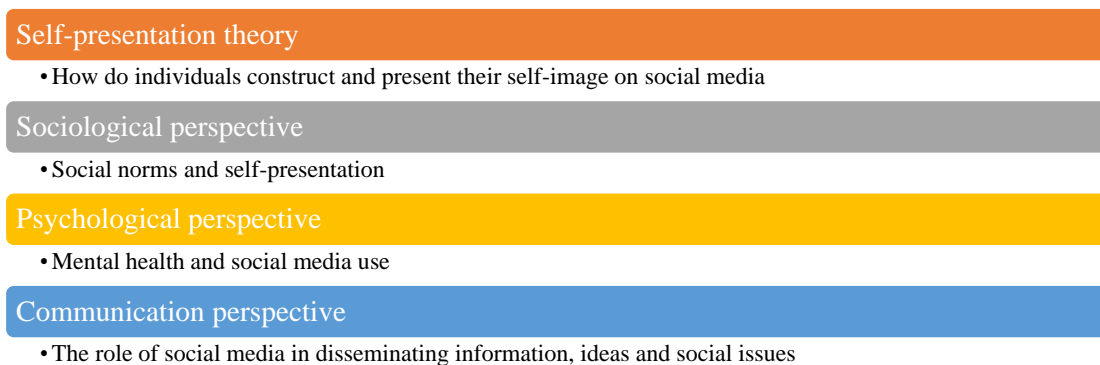 Self-presentation theory
• How do individuals construct and present their self-image on social media
Sociological perspective
• Social norms and self-presentation
Psychological perspective
• Mental health and social media use
Communication perspective
• The role of social media in disseminating information, ideas and social issues